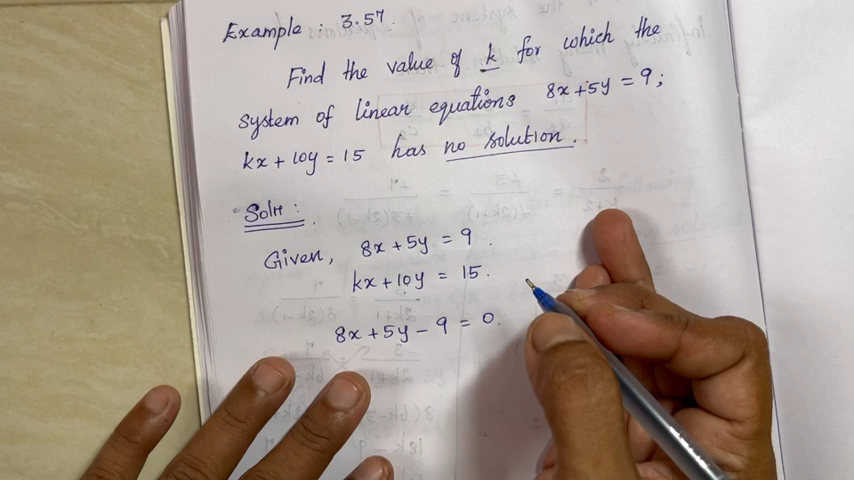 Example : 3.57.
Find the value of k for which the
system of linear equations 8x+5y = 9;
kx+10y = 15 has no solution.
Soln :
Given, 8x+5y = 9.
kx+10y = 15.
8x+5y-9 = 0.